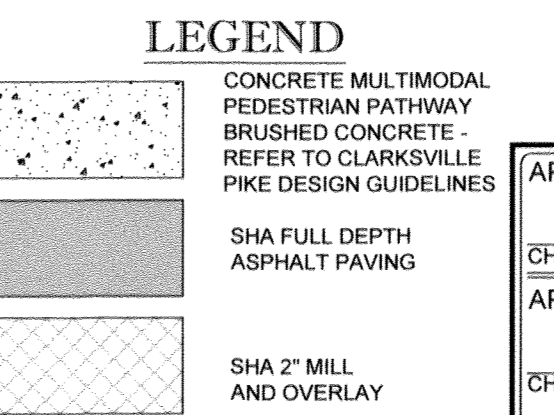 LEGEND
CONCRETE MULTIMODAL
PEDESTRIAN PATHWAY
BRUSHED CONCRETE -
REFER TO CLARKSVILLE
PIKE DESIGN GUIDELINES
SHA FULL DEPTH
ASPHALT PAVING
SHA 2" MILL
AND OVERLAY